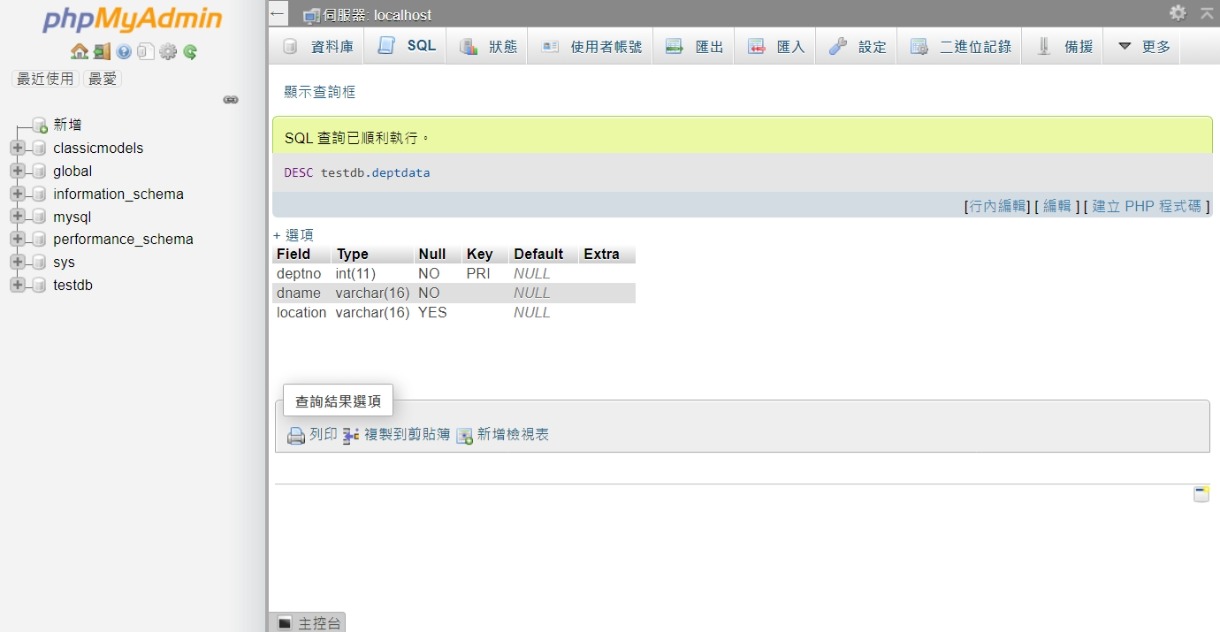 phpMyAdmin
最近使用 最愛
新增
classicmodels
global
information_schema
mysql
performance_schema
sys
testdb
伺服器: localhost
資料庫 SQL 狀態 使用者帳號 匯出 匯入 設定 二進位記錄 備援 更多
顯示查詢框
SQL 查詢已順利執行。
DESC testdb.deptdata
[行內編輯] [ 編輯 ] [ 建立 PHP 程式碼 ]
+ 選項
Field Type Null Key Default Extra
deptno int(11) NO PRI NULL
dname varchar(16) NO NULL
location varchar(16) YES NULL
查詢結果選項
列印 複製到剪貼簿 新增檢視表
主控台